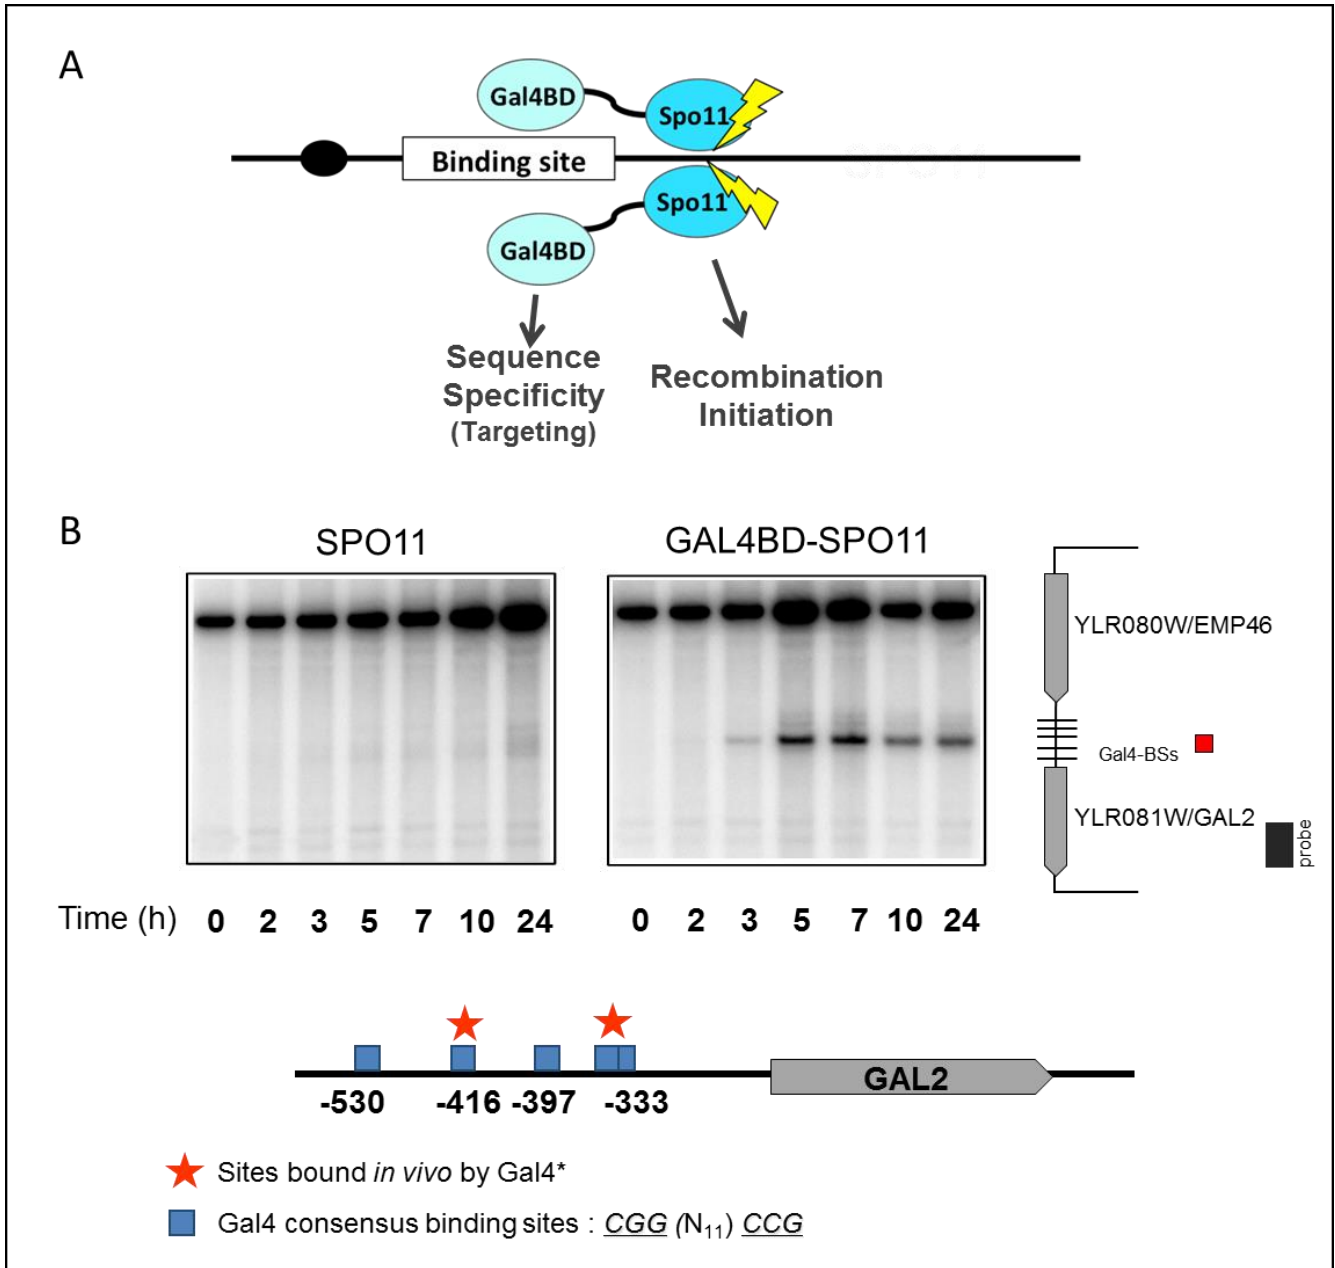 A
Gal4BD
Spo11
Binding site
SPO11
Spo11
Gal4BD
Sequence
Specificity
(Targeting)
Recombination
Initiation
B
SPO11
GAL4BD-SPO11
YLR080W/EMP46
Gal4-BSs
YLR081W/GAL2
probe
Time (h) 0 2 3 5 7 10 24 0 2 3 5 7 10 24
GAL2
-530 -416 -397 -333
Sites bound in vivo by Gal4*
Gal4 consensus binding sites : CGG (N₁₁) CCG